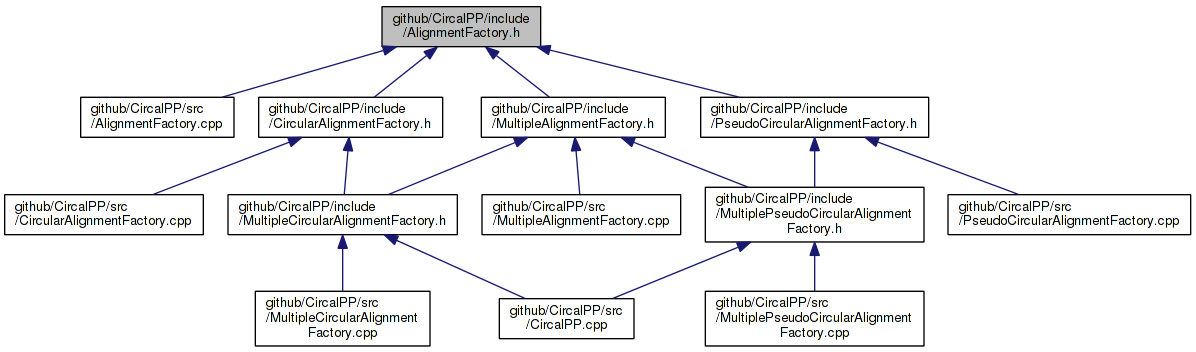 github/CircalPP/include
/AlignmentFactory.h
github/CircalPP/src
/AlignmentFactory.cpp
github/CircalPP/include
/CircularAlignmentFactory.h
github/CircalPP/include
/MultipleAlignmentFactory.h
github/CircalPP/include
/PseudoCircularAlignmentFactory.h
github/CircalPP/src
/CircularAlignmentFactory.cpp
github/CircalPP/include
/MultipleCircularAlignmentFactory.h
github/CircalPP/src
/MultipleAlignmentFactory.cpp
github/CircalPP/include
/MultiplePseudoCircularAlignment
Factory.h
github/CircalPP/src
/PseudoCircularAlignmentFactory.cpp
github/CircalPP/src
/MultipleCircularAlignment
Factory.cpp
github/CircalPP/src
/CircalPP.cpp
github/CircalPP/src
/MultiplePseudoCircularAlignment
Factory.cpp